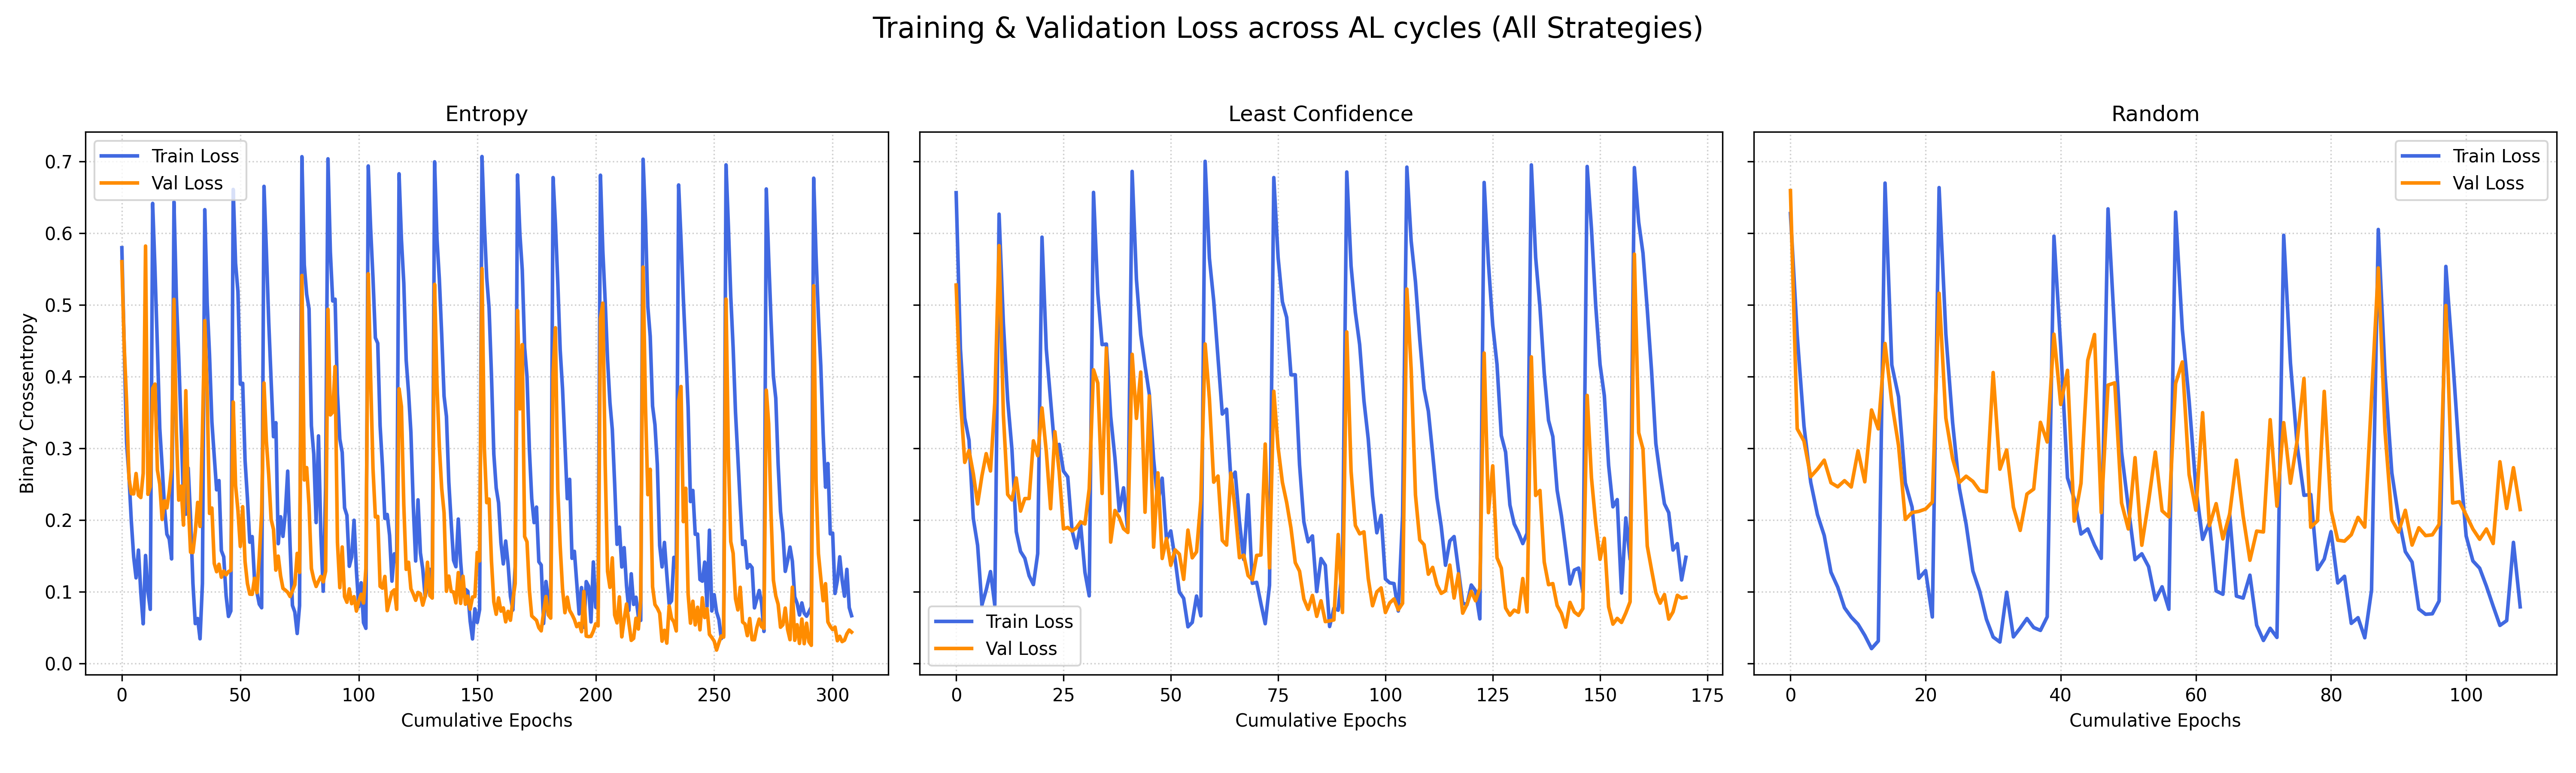 Training & Validation Loss across AL cycles (All Strategies)
Entropy
Least Confidence
Random
Binary Crossentropy
0.7
0.6
0.5
0.4
0.3
0.2
0.1
0.0
Train Loss
Val Loss
0 50 100 150 200 250 300
Cumulative Epochs
Train Loss
Val Loss
0 25 50 75 100 125 150 175
Cumulative Epochs
Train Loss
Val Loss
0 20 40 60 80 100
Cumulative Epochs